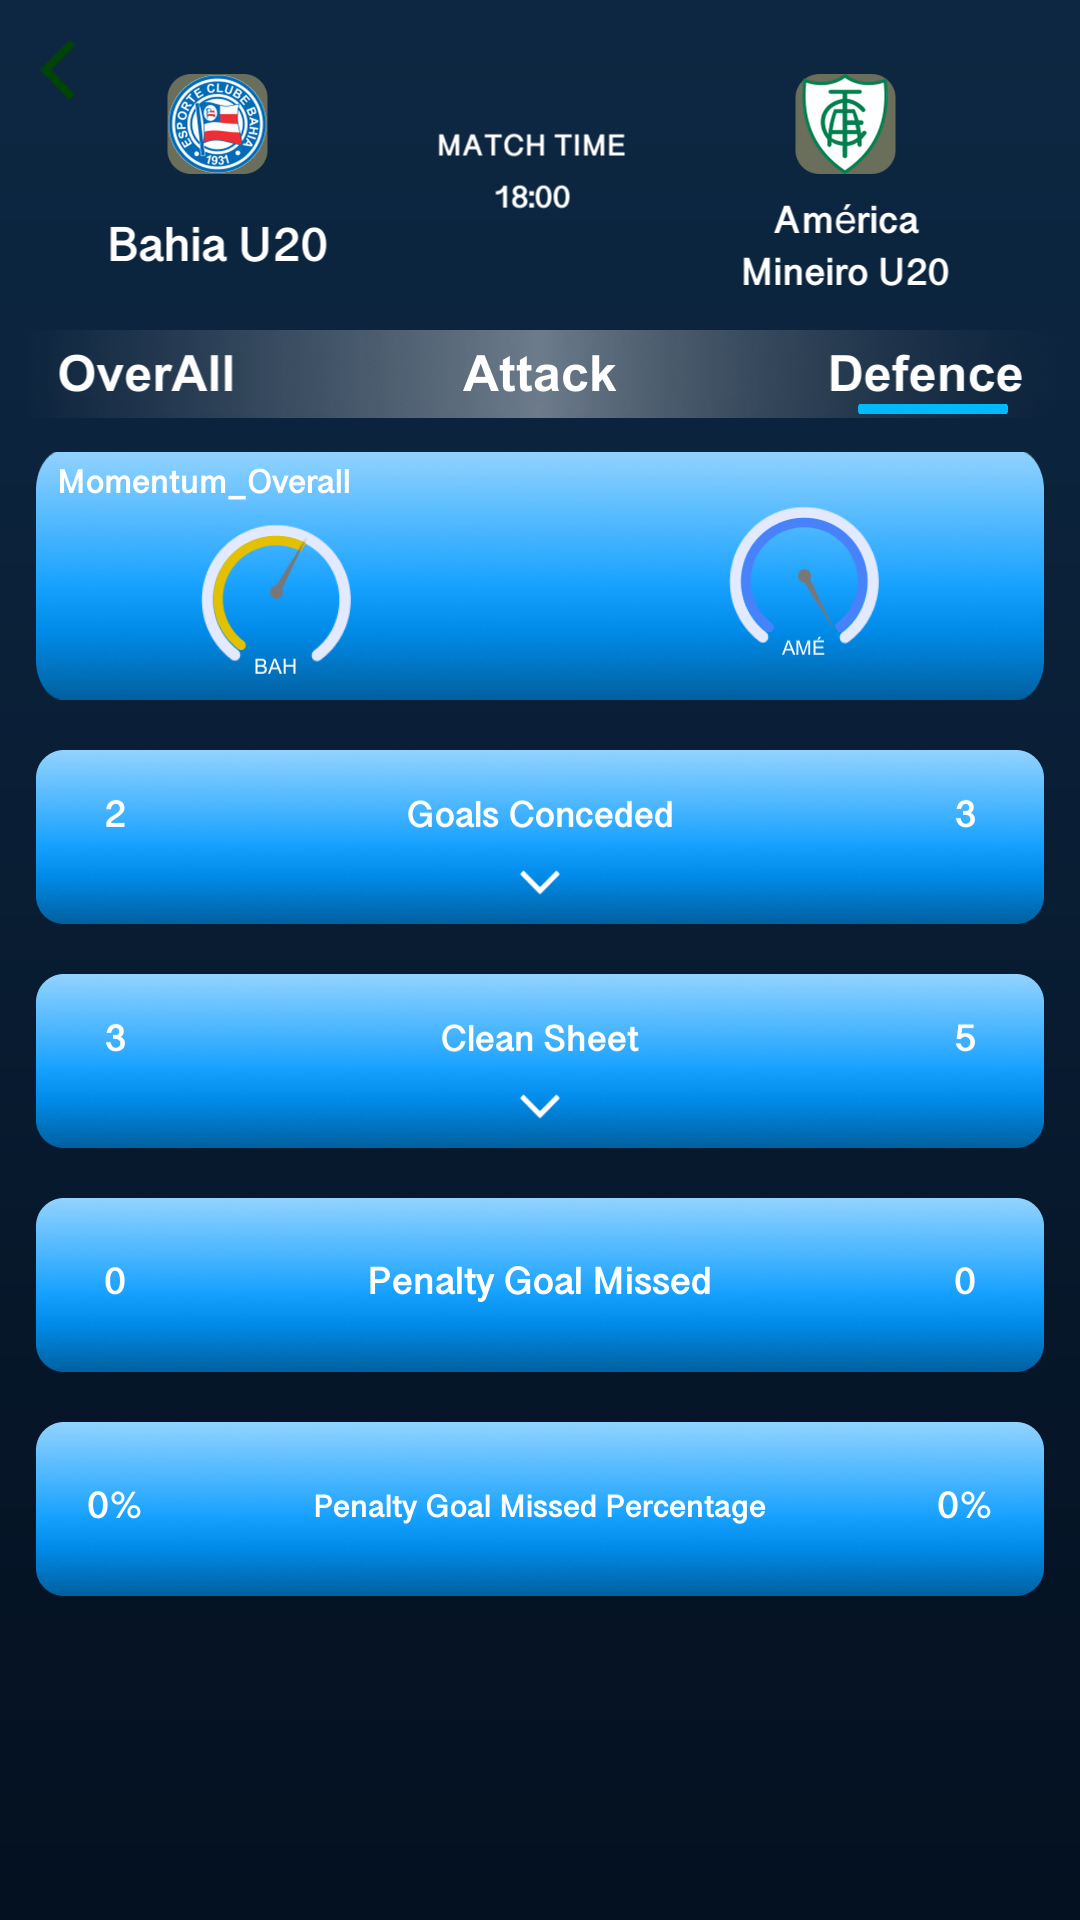 ESPORTE CLUBE BAHIA
1931
MATCH TIME
18:00
Bahia U20
América
Mineiro U20
OverAll
Attack
Defence
Momentum_Overall
BAH
AMÉ
2
Goals Conceded
3
3
Clean Sheet
5
0
Penalty Goal Missed
0
0%
Penalty Goal Missed Percentage
0%